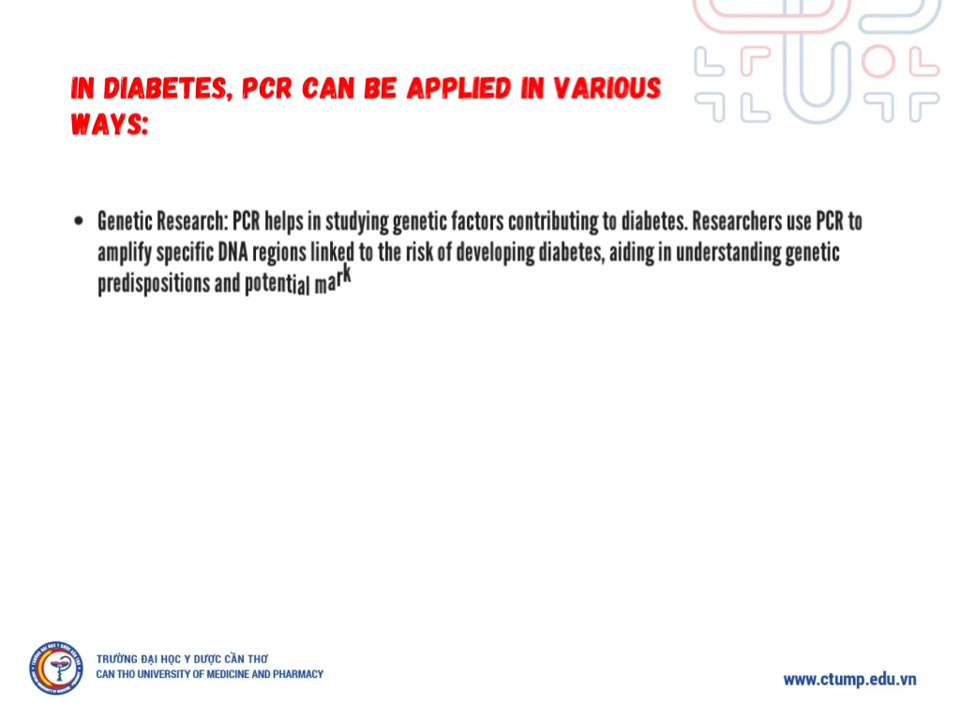 IN DIABETES, PCR CAN BE APPLIED IN VARIOUS
WAYS:
• Genetic Research: PCR helps in studying genetic factors contributing to diabetes. Researchers use PCR to
amplify specific DNA regions linked to the risk of developing diabetes, aiding in understanding genetic
predispositions and potential mark
TRƯỜNG ĐẠI HỌC Y DƯỢC CẦN THƠ
CAN THO UNIVERSITY OF MEDICINE AND PHARMACY
www.ctump.edu.vn